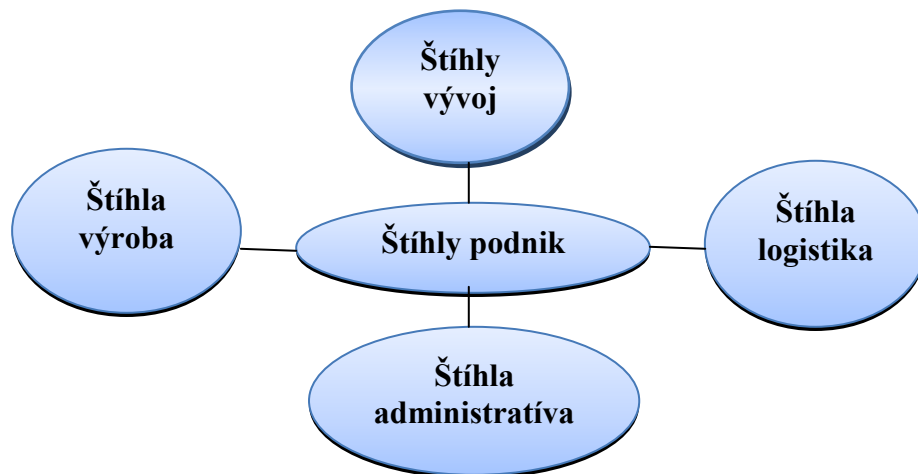 Štíhly
vývoj
Štíhla
výroba
Štíhly podnik
Štíhla
logistika
Štíhla
administratíva